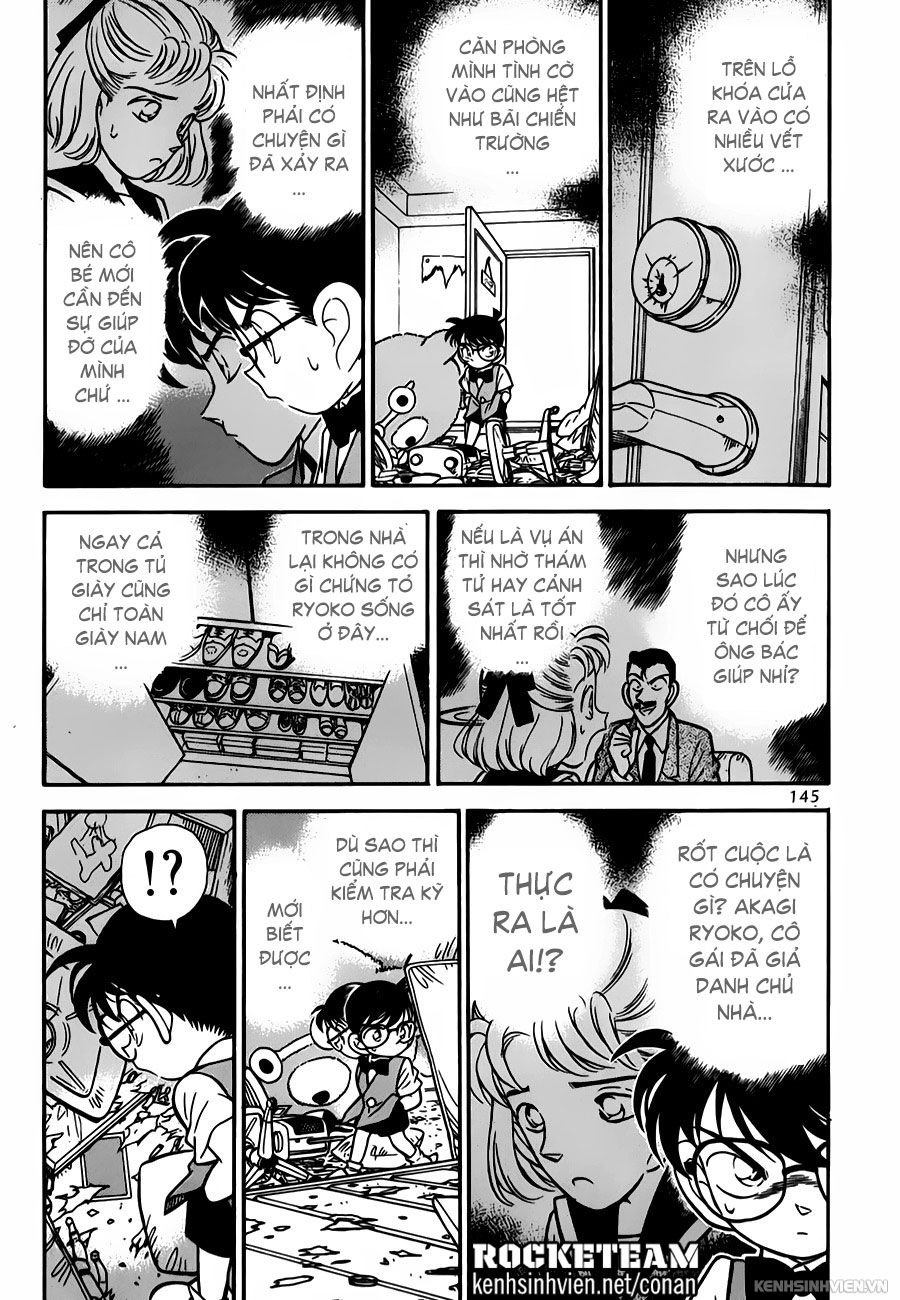 TRÊN LỖ
KHÓA CỬA
RA VÀO CÓ
NHIỀU VẾT
XƯỚC ...
CĂN PHÒNG
MÌNH TÌNH CỜ
VÀO CŨNG HỆT
NHƯ BÃI CHIẾN
TRƯỜNG
...
NHẤT ĐỊNH
PHẢI CÓ
CHUYỆN GÌ
ĐÃ XẢY RA
...
NÊN CÔ
BÉ MỚI
CẦN ĐẾN
SỰ GIÚP
ĐỠ CỦA
MÌNH
CHỨ ...
NHƯNG
SAO LÚC
ĐÓ CÔ ẤY
TỪ CHỐI ĐỂ
ÔNG BÁC
GIÚP NHỈ?
NẾU LÀ VỤ ÁN
THÌ NHỜ THÁM
TỬ HAY CẢNH
SÁT LÀ TỐT
NHẤT RỒI
...
TRONG NHÀ
LẠI KHÔNG CÓ
GÌ CHỨNG TỎ
RYOKO SỐNG
Ở ĐÂY...
NGAY CẢ
TRONG TỦ
GIÀY CŨNG
CHỈ TOÀN
GIÀY NAM
...
145
RỐT CUỘC LÀ
CÓ CHUYỆN
GÌ? AKAGI
RYOKO, CÔ
GÁI ĐÃ GIẢ
DANH CHỦ
NHÀ...
THỰC
RA LÀ
AI!?
DÙ SAO THÌ
CŨNG PHẢI
KIỂM TRA KỸ
HƠN...
MỚI
BIẾT
ĐƯỢC
...
!?
ROCKETEAM
kenhsinhvien.net/conan
KENHSINHVIEN.VN